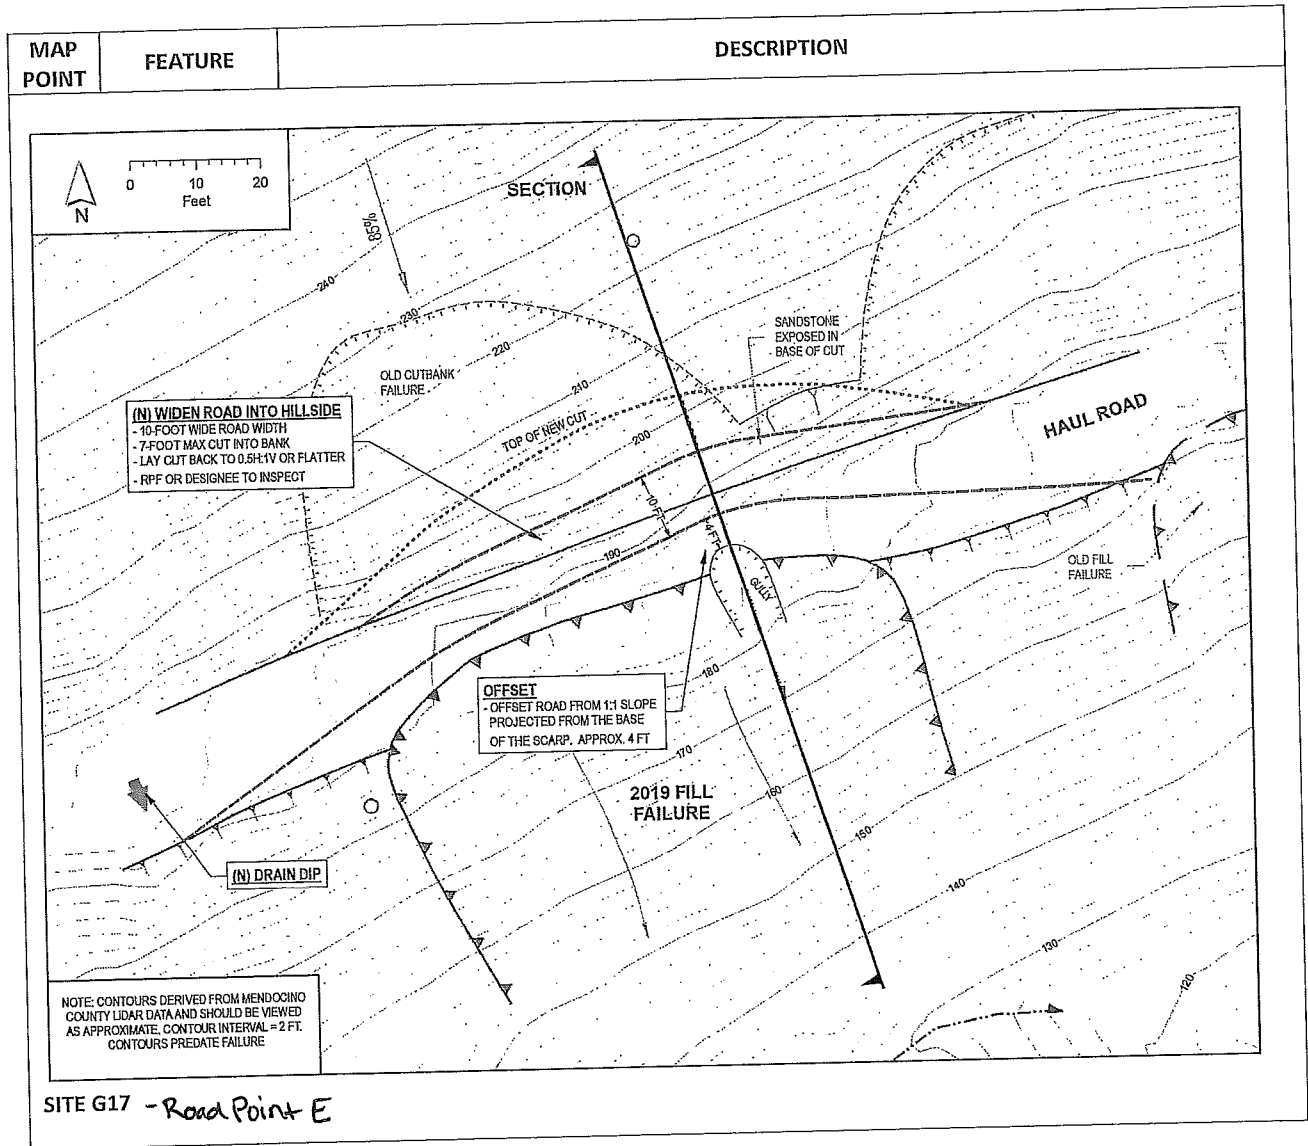 MAP
POINT
FEATURE
DESCRIPTION
N
0 10 20
Feet
85%
SECTION
240
230
220
210
200
190
180
170
160
150
140
130
120
OLD CUTBANK
FAILURE
SANDSTONE
EXPOSED IN
BASE OF CUT
(N) WIDEN ROAD INTO HILLSIDE
- 10-FOOT WIDE ROAD WIDTH
- 7-FOOT MAX CUT INTO BANK
- LAY CUT BACK TO 0.5H:1V OR FLATTER
- RPF OR DESIGNEE TO INSPECT
TOP OF NEW CUT
HAUL ROAD
10 FT
4 FT
GULLY
OLD FILL
FAILURE
OFFSET
- OFFSET ROAD FROM 1:1 SLOPE
PROJECTED FROM THE BASE
OF THE SCARP. APPROX. 4 FT
2019 FILL
FAILURE
(N) DRAIN DIP
NOTE: CONTOURS DERIVED FROM MENDOCINO
COUNTY LIDAR DATA AND SHOULD BE VIEWED
AS APPROXIMATE, CONTOUR INTERVAL = 2 FT.
CONTOURS PREDATE FAILURE
SITE G17 - Road Point E